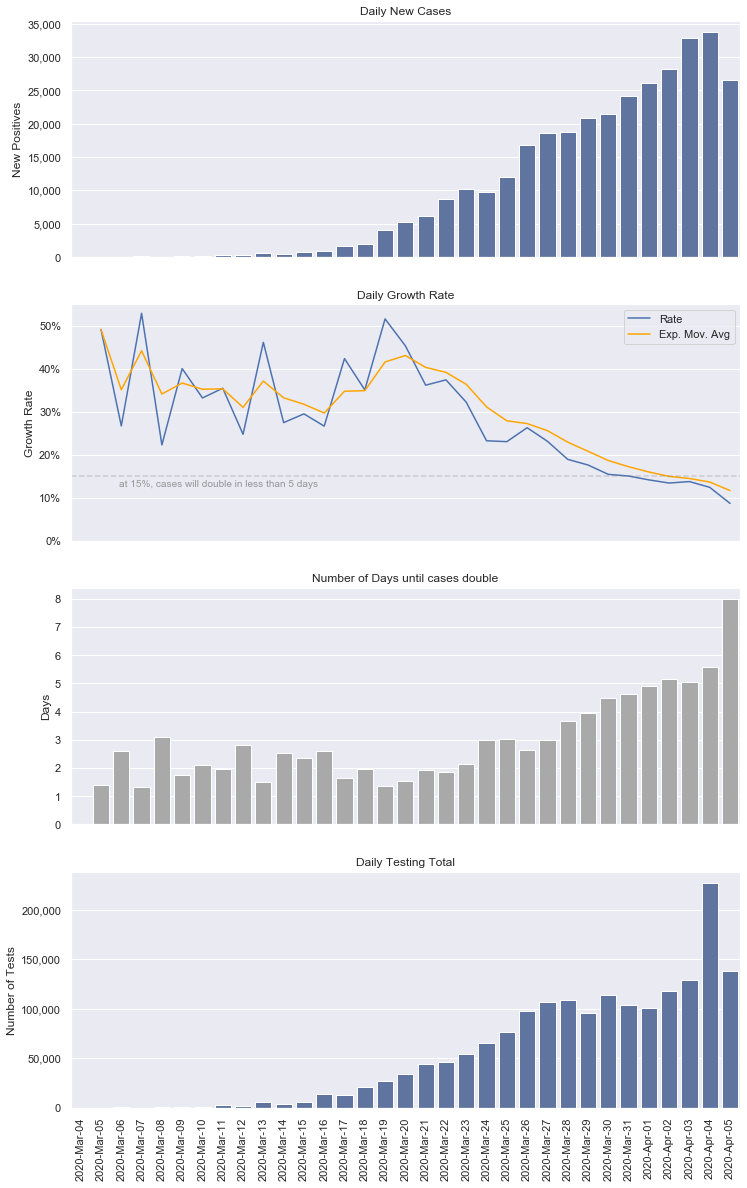 Daily New Cases
35,000
30,000
25,000
20,000
15,000
10,000
5,000
0
New Positives
Daily Growth Rate
50%
40%
30%
20%
10%
0%
Growth Rate
Rate
Exp. Mov. Avg
at 15%, cases will double in less than 5 days
Number of Days until cases double
8
7
6
5
4
3
2
1
0
Days
Daily Testing Total
200,000
150,000
100,000
50,000
0
Number of Tests
2020-Mar-04
2020-Mar-05
2020-Mar-06
2020-Mar-07
2020-Mar-08
2020-Mar-09
2020-Mar-10
2020-Mar-11
2020-Mar-12
2020-Mar-13
2020-Mar-14
2020-Mar-15
2020-Mar-16
2020-Mar-17
2020-Mar-18
2020-Mar-19
2020-Mar-20
2020-Mar-21
2020-Mar-22
2020-Mar-23
2020-Mar-24
2020-Mar-25
2020-Mar-26
2020-Mar-27
2020-Mar-28
2020-Mar-29
2020-Mar-30
2020-Mar-31
2020-Apr-01
2020-Apr-02
2020-Apr-03
2020-Apr-04
2020-Apr-05